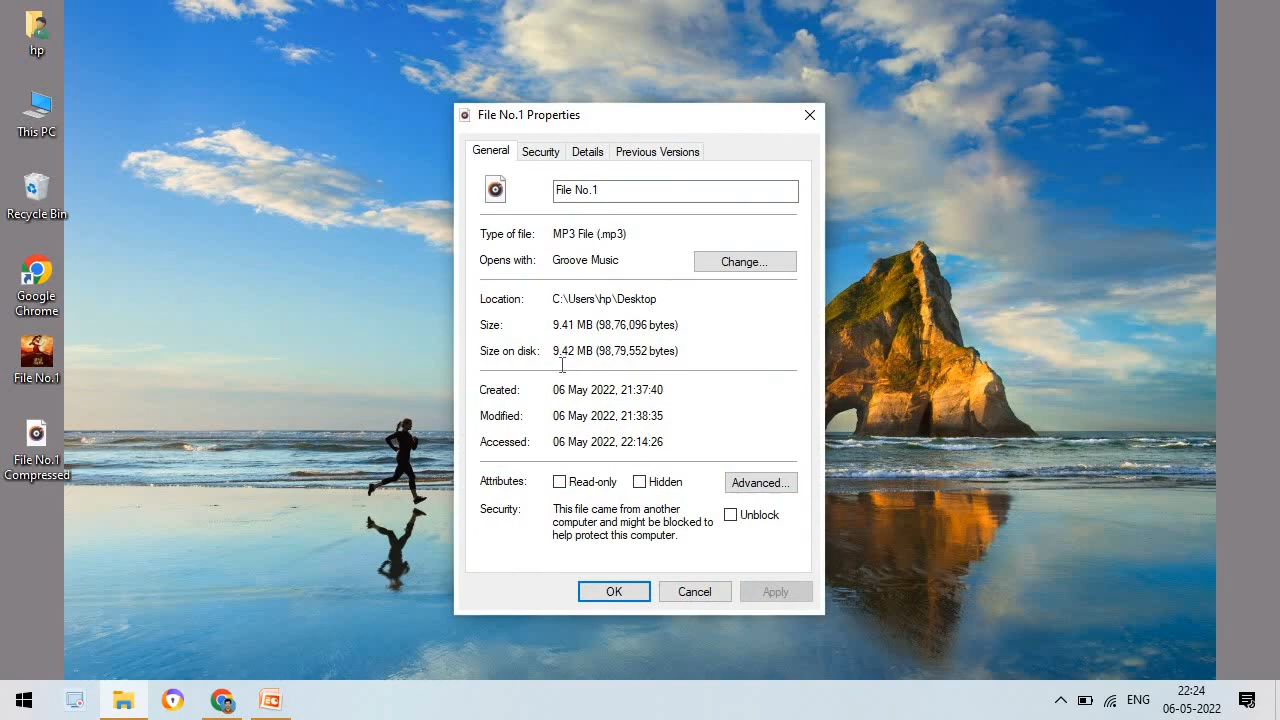 hp
This PC
Recycle Bin
Google
Chrome
File No.1
File No.1
Compressed
File No.1 Properties
General Security Details Previous Versions
File No.1
Type of file: MP3 File (.mp3)
Opens with: Groove Music Change...
Location: C:\Users\hp\Desktop
Size: 9.41 MB (98,76,096 bytes)
Size on disk: 9.42 MB (98,79,552 bytes)
Created: 06 May 2022, 21:37:40
Modified: 06 May 2022, 21:38:35
Accessed: 06 May 2022, 22:14:26
Attributes: Read-only Hidden Advanced...
Security: This file came from another
computer and might be blocked to
help protect this computer.
Unblock
OK Cancel Apply
ENG
22:24
06-05-2022